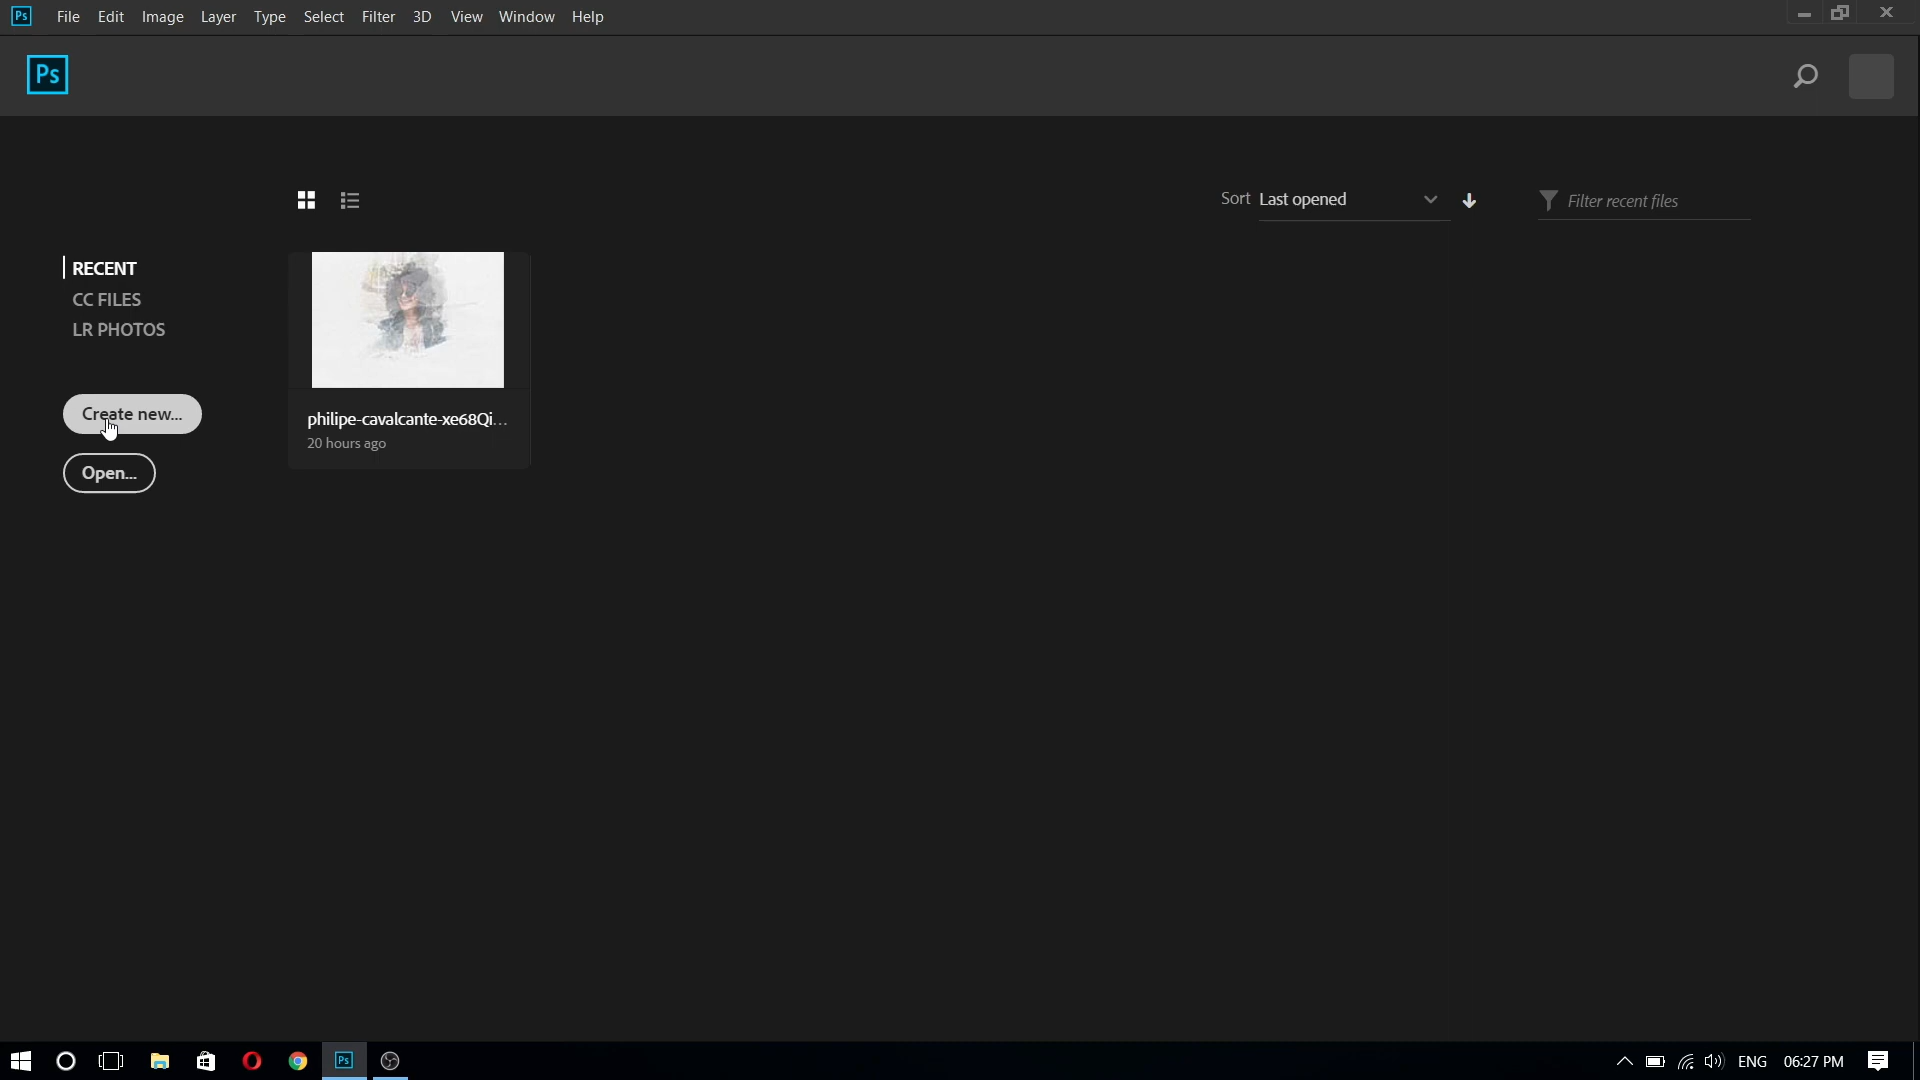 Ps File Edit Image Layer Type Select Filter 3D View Window Help
Ps
Sort Last opened Filter recent files
RECENT
CC FILES
LR PHOTOS
Create new...
Open...
philipe-cavalcante-xe68Qi...
20 hours ago
Ps ENG 06:27 PM